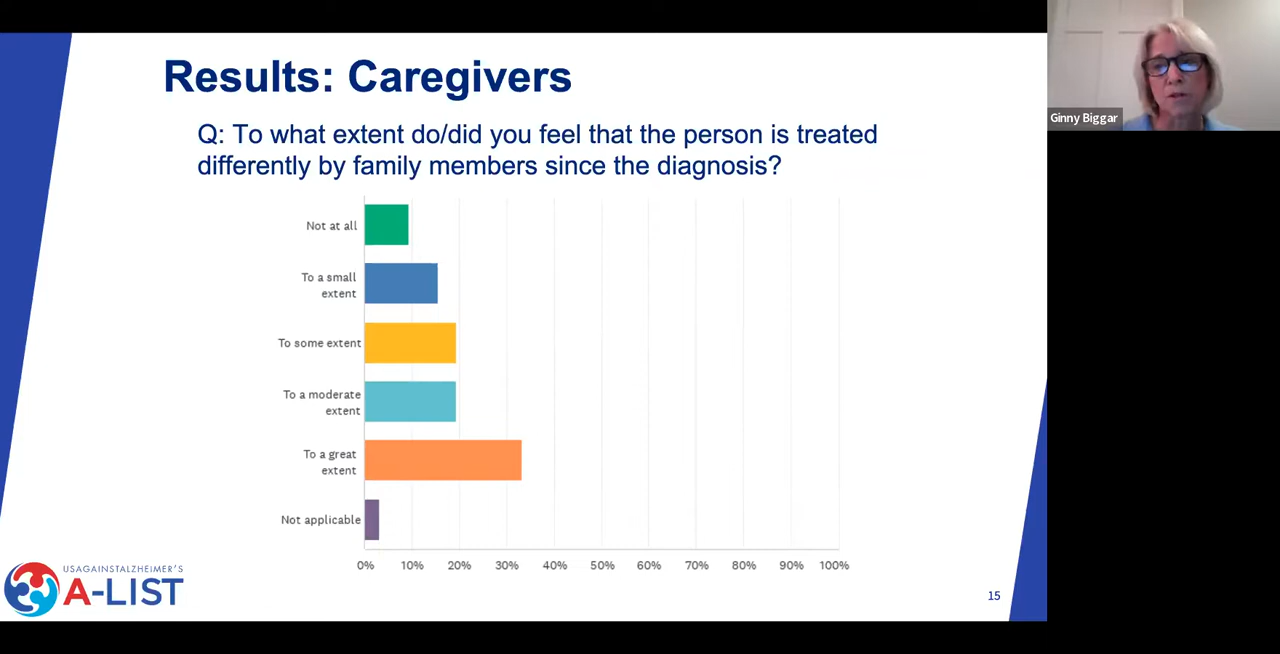 Results: Caregivers
Q: To what extent do/did you feel that the person is treated
differently by family members since the diagnosis?
Not at all
To a small
extent
To some extent
To a moderate
extent
To a great
extent
Not applicable
0% 10% 20% 30% 40% 50% 60% 70% 80% 90% 100%
USAGAINSTALZHEIMER'S
A-LIST
15
Ginny Biggar